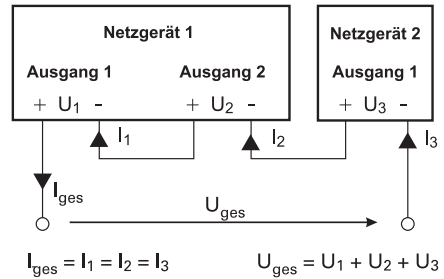 Netzgerät 1
Netzgerät 2
Ausgang 1
Ausgang 2
Ausgang 1
+ U1 -
+ U2 -
+ U3 -
I1
I2
I3
Iges
Uges
Iges = I1 = I2 = I3
Uges = U1 + U2 + U3